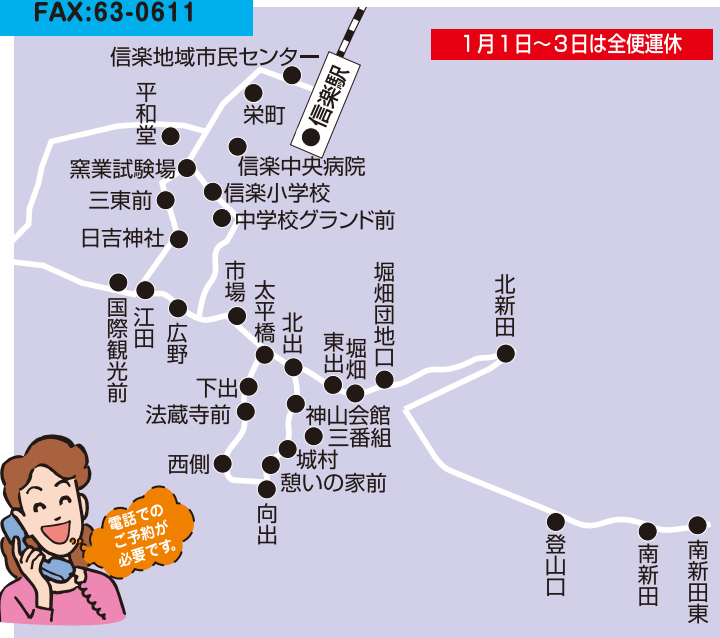 FAX:63-0611
1月1日～3日は全便運休
信楽地域市民センター
信楽駅
平和堂
栄町
信楽中央病院
窯業試験場
信楽小学校
三東前
中学校グランド前
日吉神社
市場
太平橋
堀畑団地口
北新田
国際観光前
江田
広野
北出
東出
堀畑
下出
法蔵寺前
神山会館
三番組
西側
城村
憩いの家前
向出
電話での
ご予約が
必要です。
登山口
南新田
南新田東